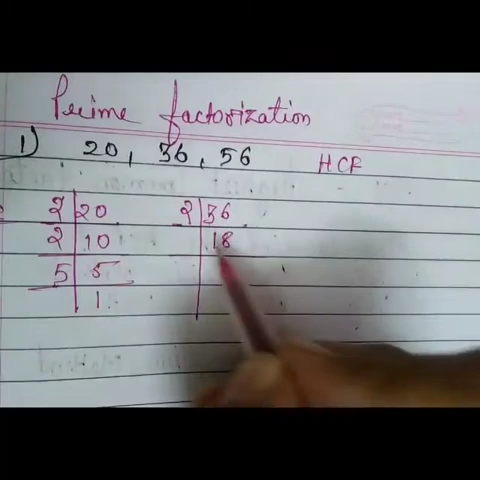 Prime factorization
1) 20, 36, 56 HCF
2 20 2 36
2 10 18
5 5
1